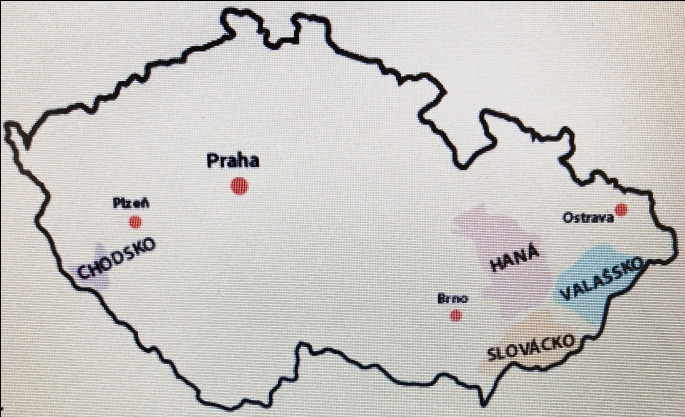 Praha
Plzeň
CHODSKO
Ostrava
HANÁ
VALAŠSKO
Brno
SLOVÁCKO